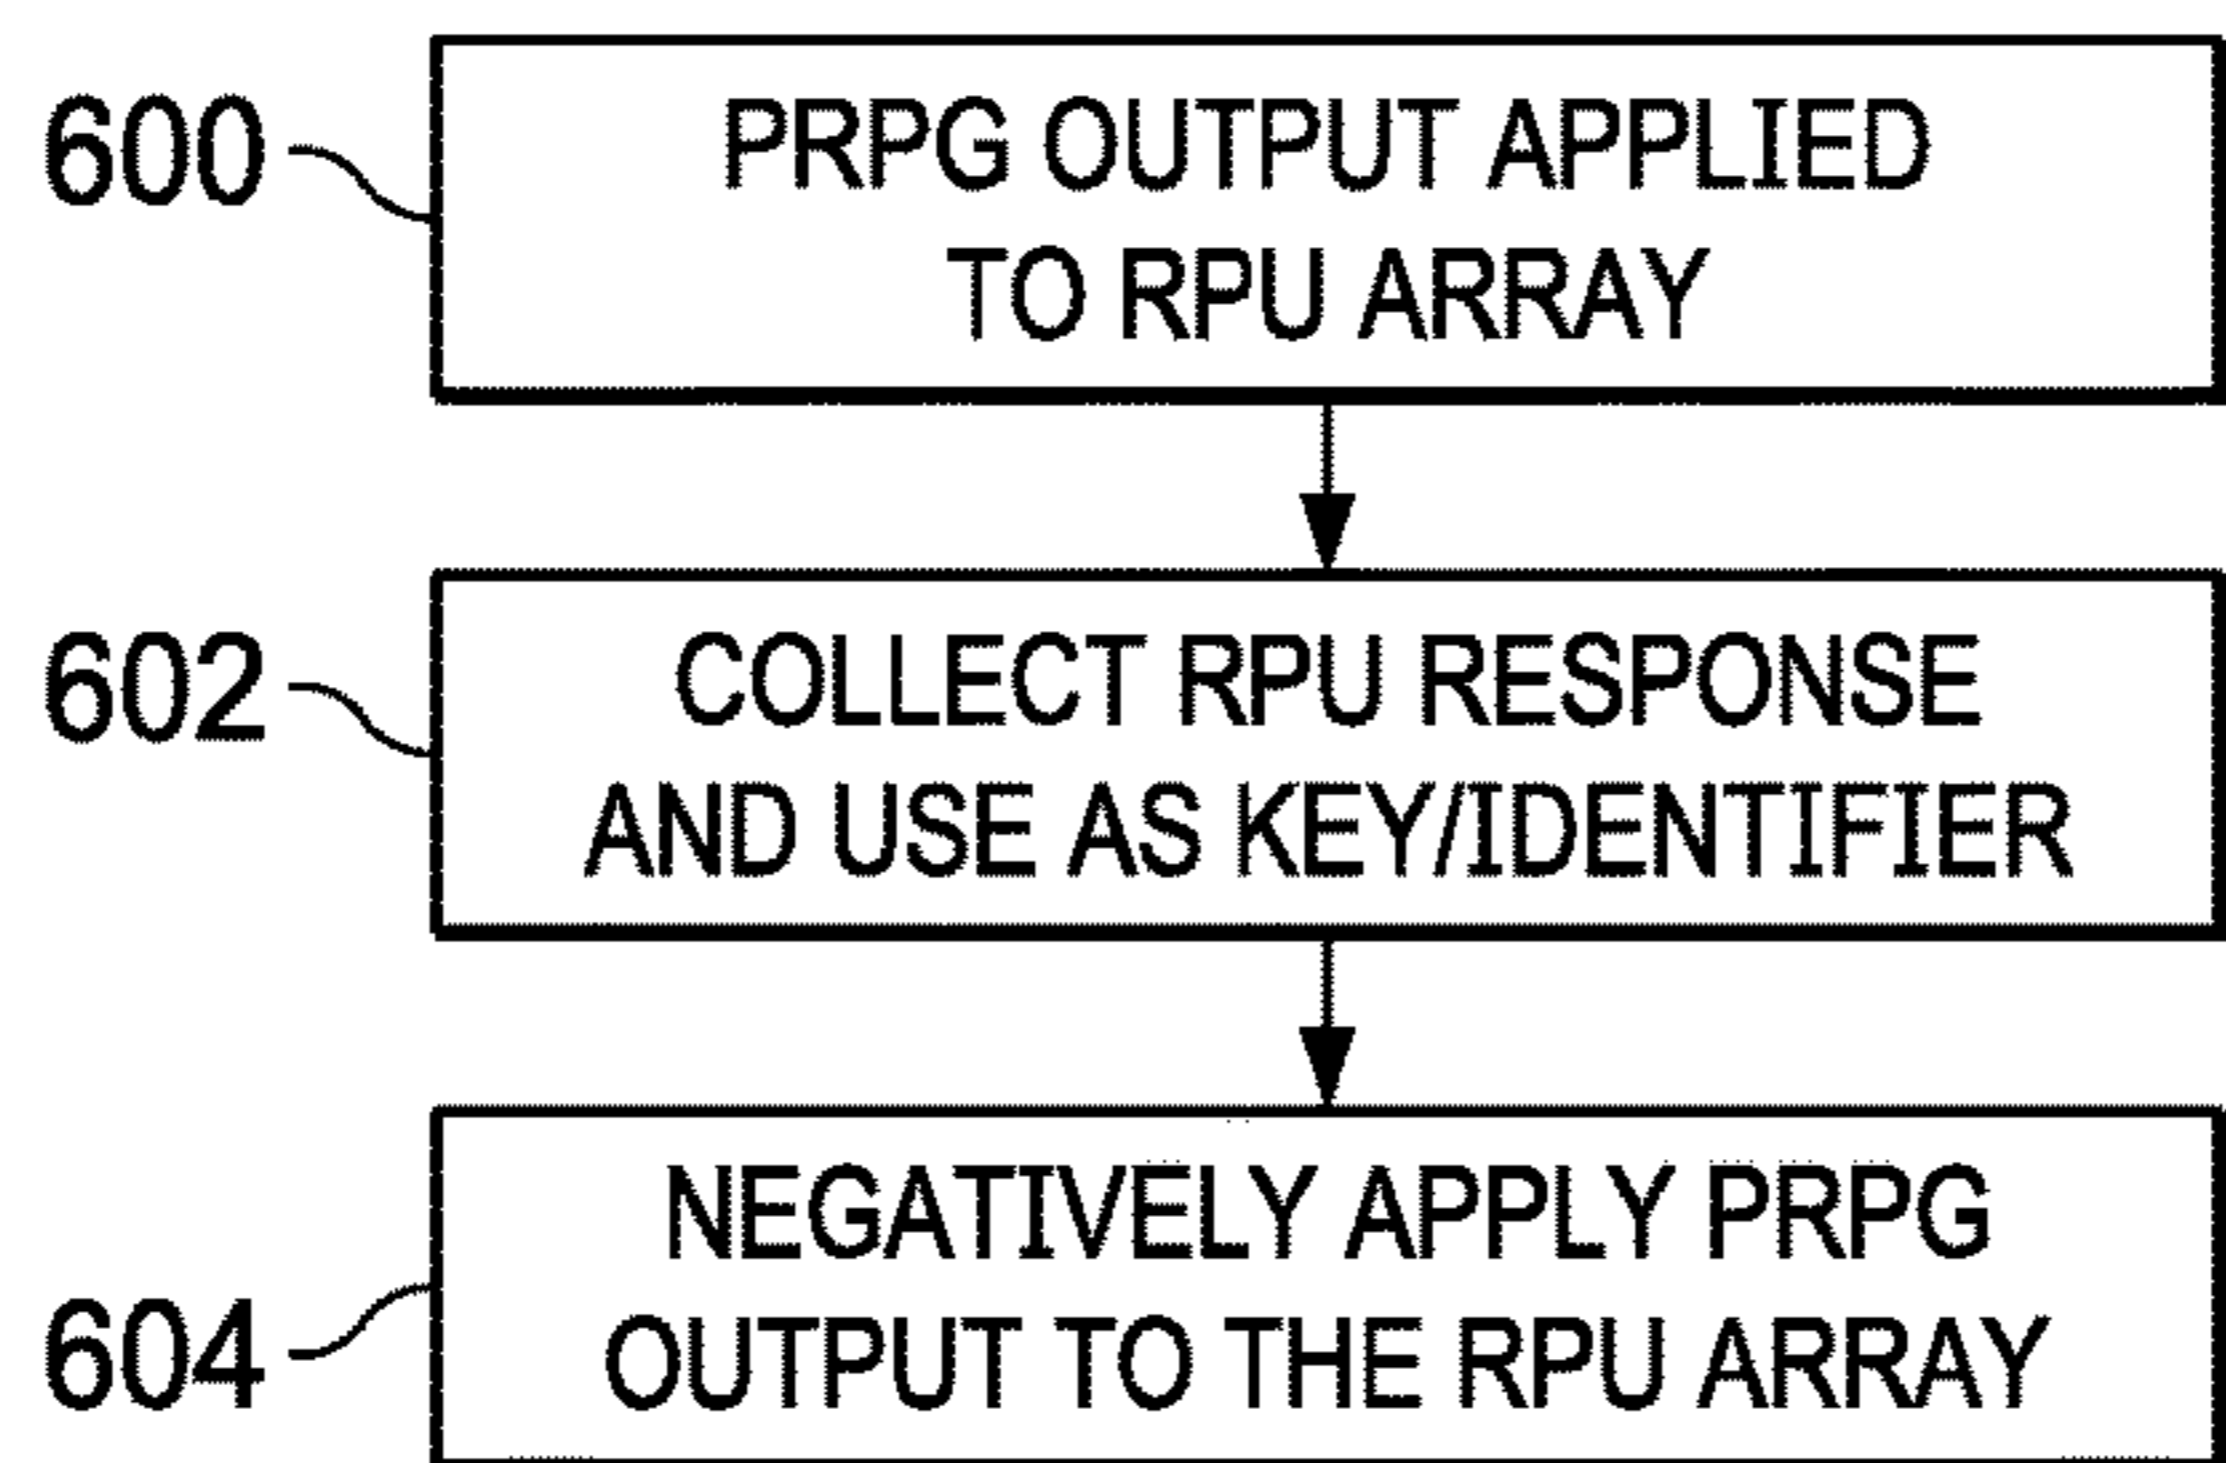 600
PRPG OUTPUT APPLIED
TO RPU ARRAY
602
COLLECT RPU RESPONSE
AND USE AS KEY/IDENTIFIER
604
NEGATIVELY APPLY PRPG
OUTPUT TO THE RPU ARRAY